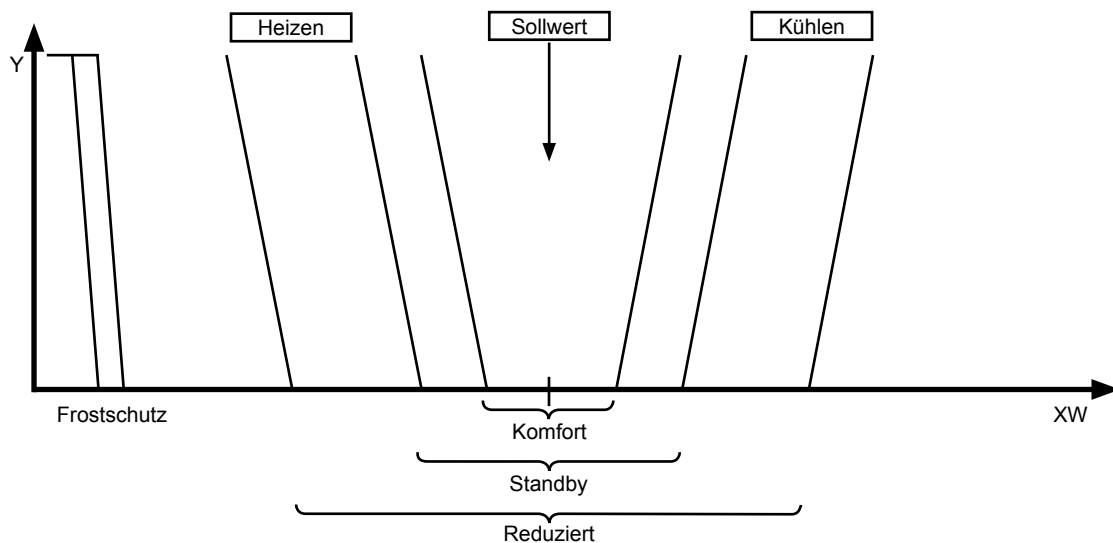 Heizen
Sollwert
Kühlen
Y
Frostschutz
XW
Komfort
Standby
Reduziert